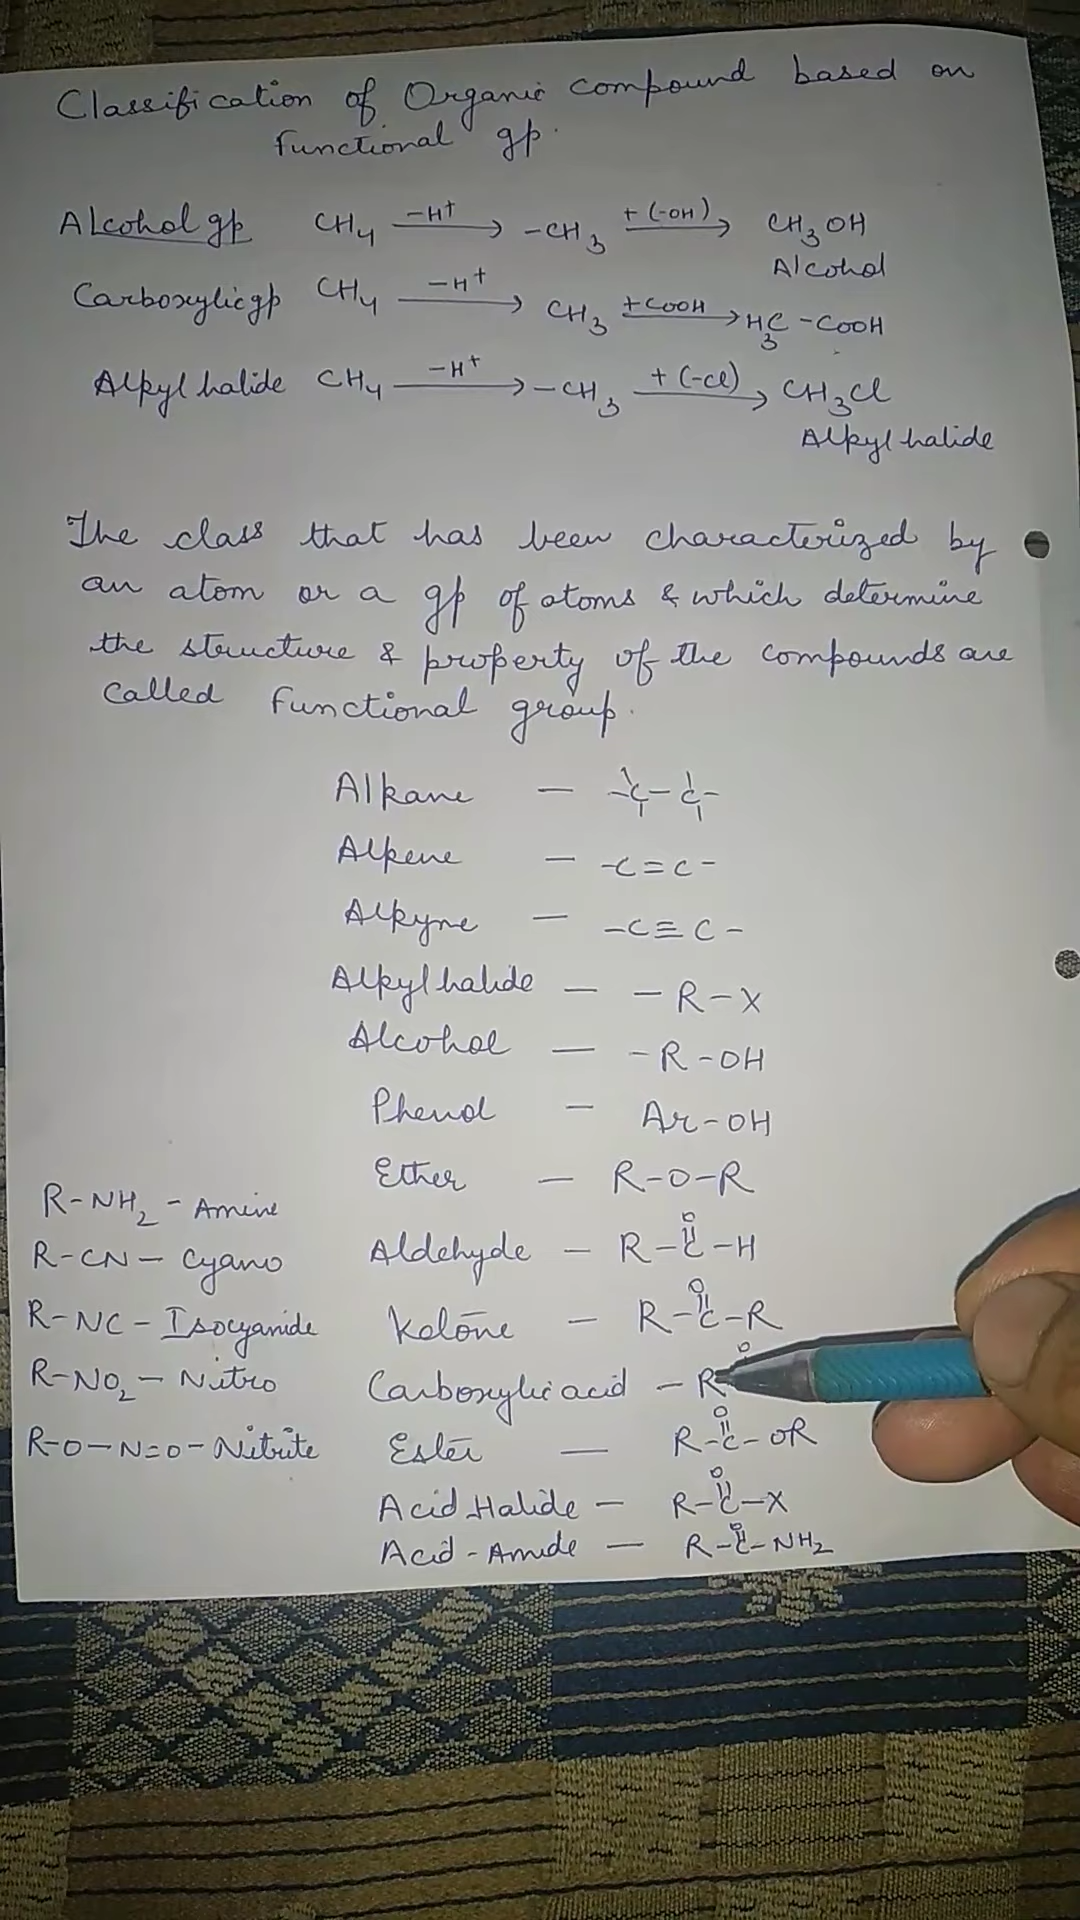 Classification of Organic compound based on
functional gp.
Alcohol gp CH4 —-H+→ -CH3 —+(-OH)→ CH3OH
Alcohol
Carboxylic gp CH4 —-H+→ CH3 —+COOH→ H3C-COOH
Alkyl halide CH4 —-H+→ -CH3 —+(-Cl)→ CH3Cl
Alkyl halide
The class that has been characterized by
an atom or a gp of atoms & which determine
the structure & property of the compounds are
called functional group.
Alkane — -C-C-
Alkene — -C=C-
Alkyne — -C≡C-
Alkyl halide — -R-X
Alcohol — -R-OH
Phenol — Ar-OH
Ether — R-O-R
Aldehyde — R-C(=O)-H
Ketone — R-C(=O)-R
Carboxylic acid — R
Ester — R-C(=O)-OR
Acid Halide — R-C(=O)-X
Acid-Amide — R-C(=O)-NH2
R-NH2 - Amine
R-CN - Cyano
R-NC - Isocyanide
R-NO2 - Nitro
R-O-N=O - Nitrite